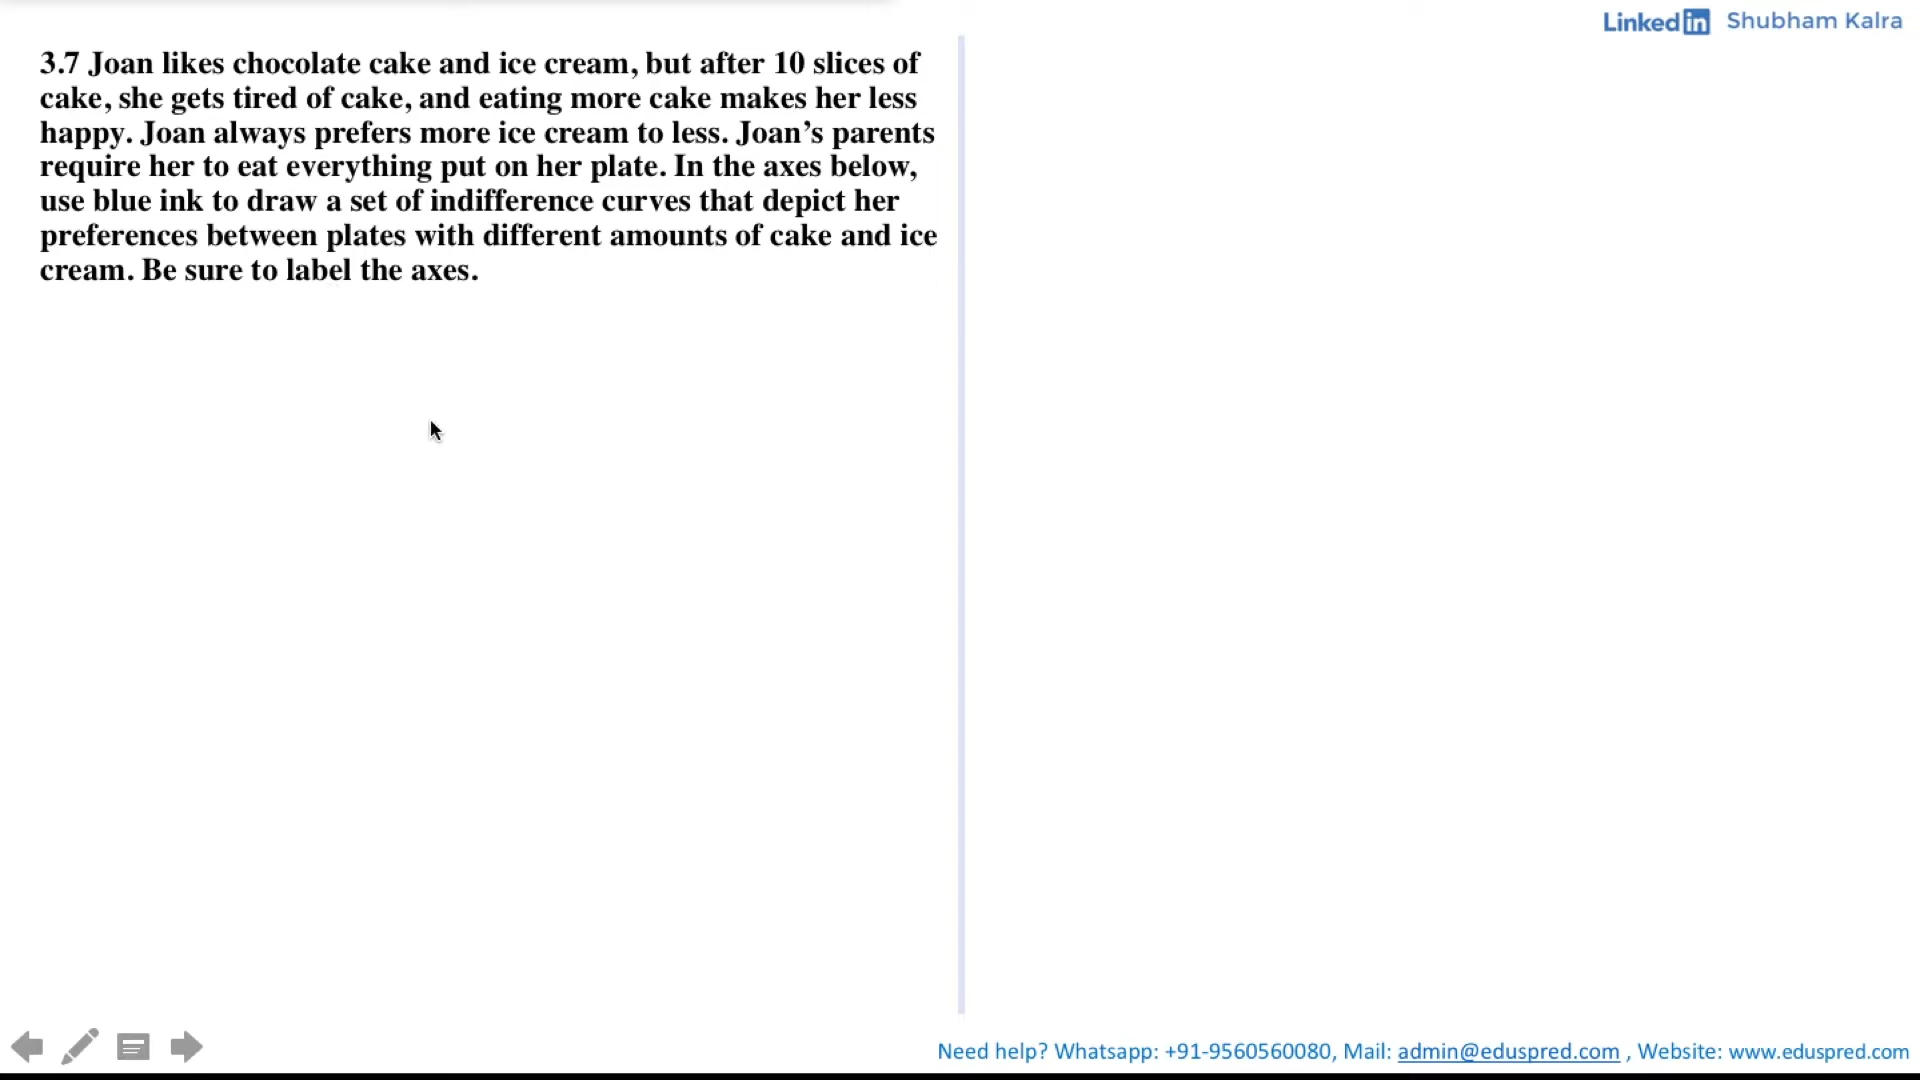 Linked in Shubham Kalra
3.7 Joan likes chocolate cake and ice cream, but after 10 slices of
cake, she gets tired of cake, and eating more cake makes her less
happy. Joan always prefers more ice cream to less. Joan’s parents
require her to eat everything put on her plate. In the axes below,
use blue ink to draw a set of indifference curves that depict her
preferences between plates with different amounts of cake and ice
cream. Be sure to label the axes.
Need help? Whatsapp: +91-9560560080, Mail: admin@eduspred.com , Website: www.eduspred.com